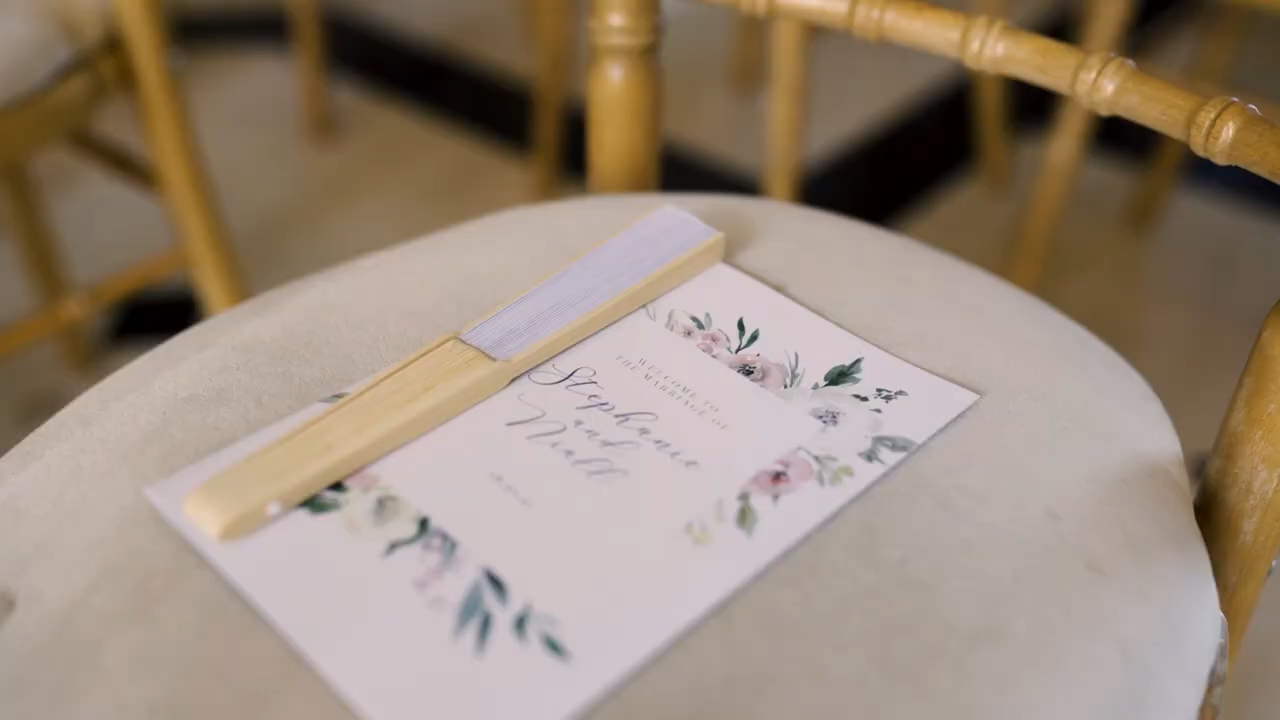 WELCOME TO
THE MARRIAGE OF
Stephanie
and
Niall